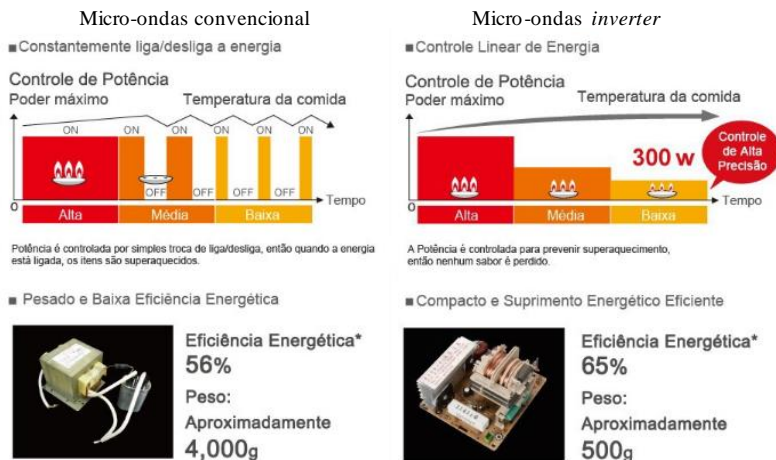 Micro-ondas convencional
■ Constantemente liga/desliga a energia
Controle de Potência
Poder máximo
Temperatura da comida
ON ON ON ON ON ON
OFF OFF OFF OFF
O
Tempo
Alta Média Baixa
Potência é controlada por simples troca de liga/desliga, então quando a energia
está ligada, os itens são superaquecidos.
■ Pesado e Baixa Eficiência Energética
Eficiência Energética*
56%
Peso:
Aproximadamente
4,000g
Micro-ondas inverter
■ Controle Linear de Energia
Controle de Potência
Poder máximo
Temperatura da comida
300 w
Controle
de Alta
Precisão
O
Tempo
Alta Média Baixa
A Potência é controlada para prevenir superaquecimento,
então nenhum sabor é perdido.
■ Compacto e Suprimento Energético Eficiente
Eficiência Energética*
65%
Peso:
Aproximadamente
500g